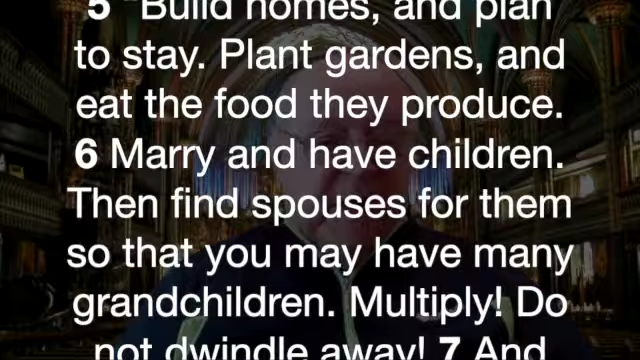 5 "Build homes, and plan
to stay. Plant gardens, and
eat the food they produce.
6 Marry and have children.
Then find spouses for them
so that you may have many
grandchildren. Multiply! Do
not dwindle away! 7 And